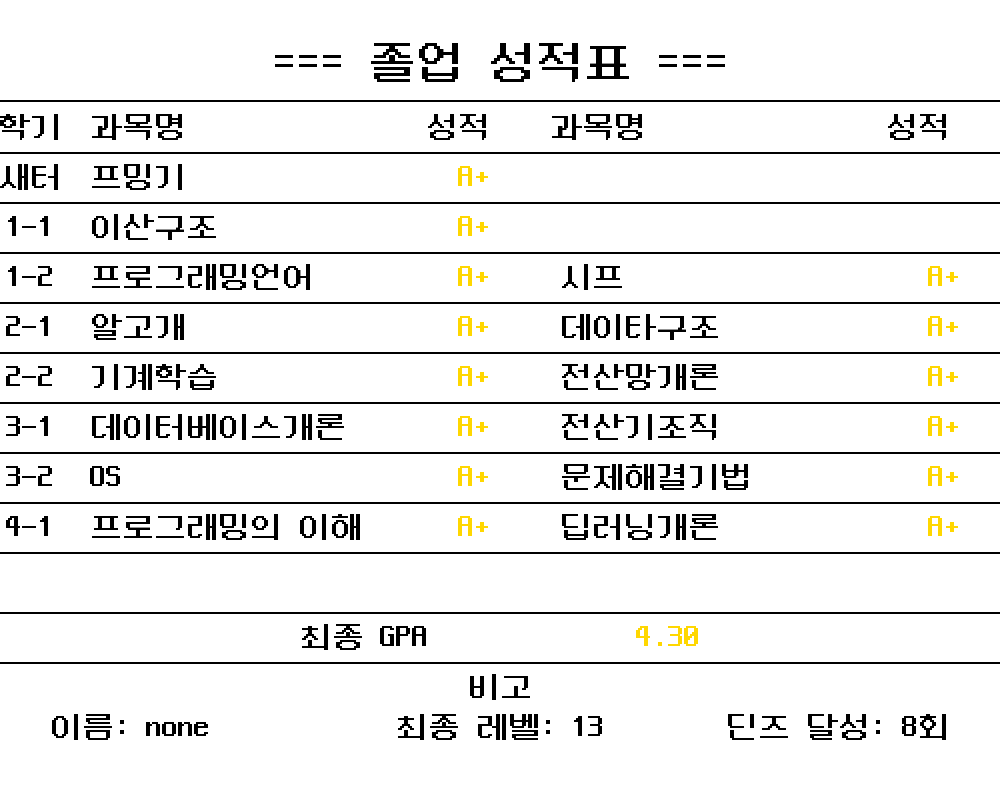 === 졸업 성적표 ===
학기 과목명 성적 과목명 성적
새터 프밍기 A+
1-1 이산구조 A+
1-2 프로그래밍언어 A+ 시프 A+
2-1 알고개 A+ 데이타구조 A+
2-2 기계학습 A+ 전산망개론 A+
3-1 데이터베이스개론 A+ 전산기조직 A+
3-2 OS A+ 문제해결기법 A+
4-1 프로그래밍의 이해 A+ 딥러닝개론 A+
최종 GPA 4.30
비고
이름: none 최종 레벨: 13 딘즈 달성: 8회